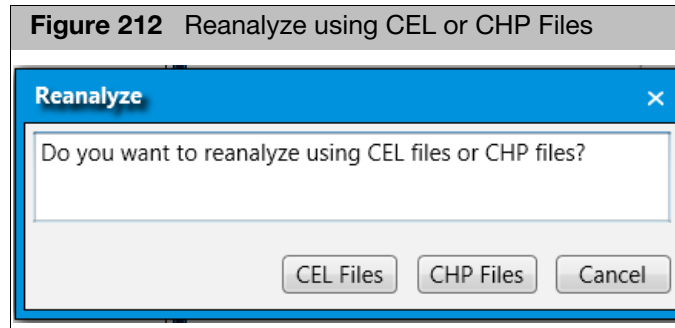 Figure 212 Reanalyze using CEL or CHP Files
Reanalyze
Do you want to reanalyze using CEL files or CHP files?
CEL Files CHP Files Cancel